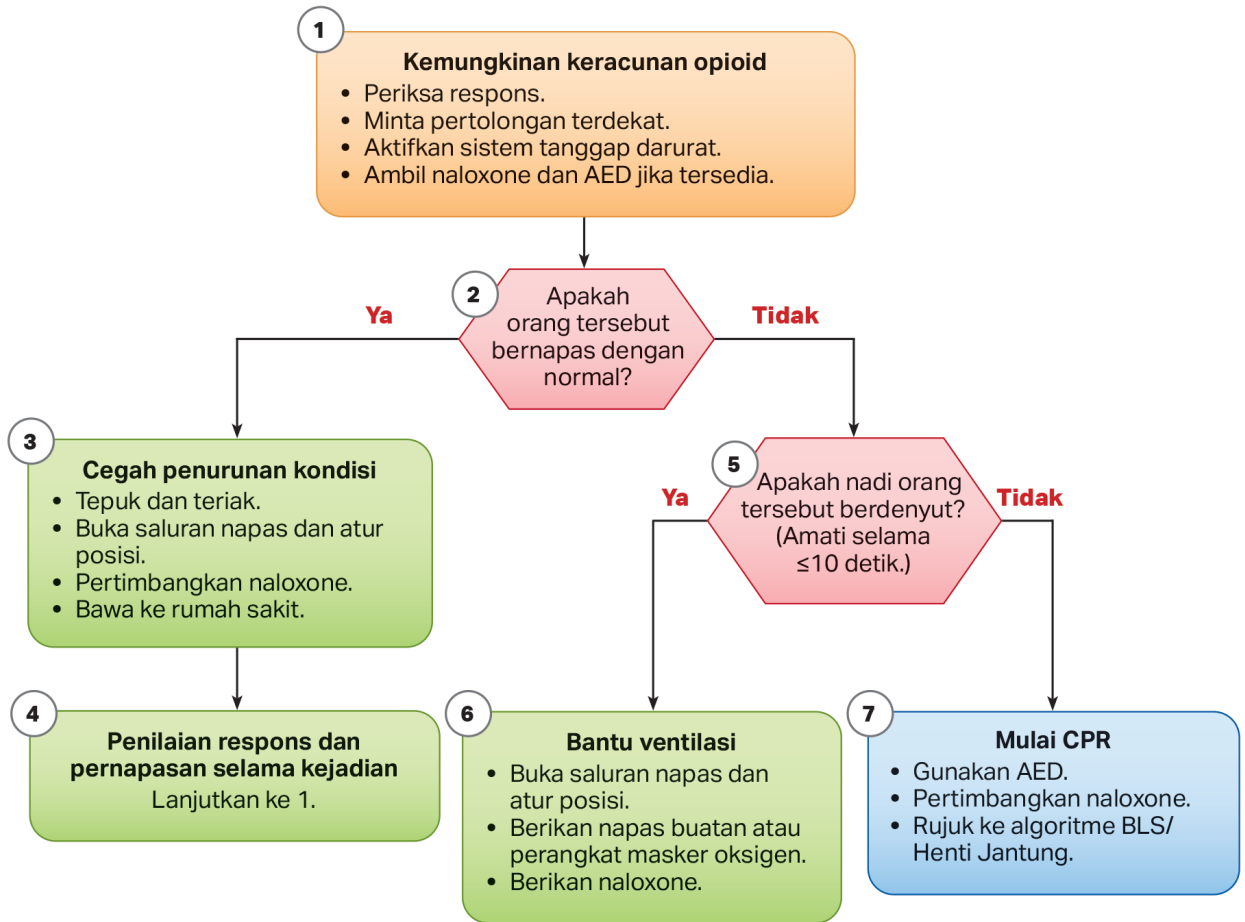 1
Kemungkinan keracunan opioid
• Periksa respons.
• Minta pertolongan terdekat.
• Aktifkan sistem tanggap darurat.
• Ambil naloxone dan AED jika tersedia.
2
Apakah
orang tersebut
bernapas dengan
normal?
Ya
Tidak
3
Cegah penurunan kondisi
• Tepuk dan teriak.
• Buka saluran napas dan atur
posisi.
• Pertimbangkan naloxone.
• Bawa ke rumah sakit.
4
Penilaian respons dan
pernapasan selama kejadian
Lanjutkan ke 1.
5
Apakah nadi orang
tersebut berdenyut?
(Amati selama
≤10 detik.)
Ya
Tidak
6
Bantu ventilasi
• Buka saluran napas dan
atur posisi.
• Berikan napas buatan atau
perangkat masker oksigen.
• Berikan naloxone.
7
Mulai CPR
• Gunakan AED.
• Pertimbangkan naloxone.
• Rujuk ke algoritme BLS/
Henti Jantung.